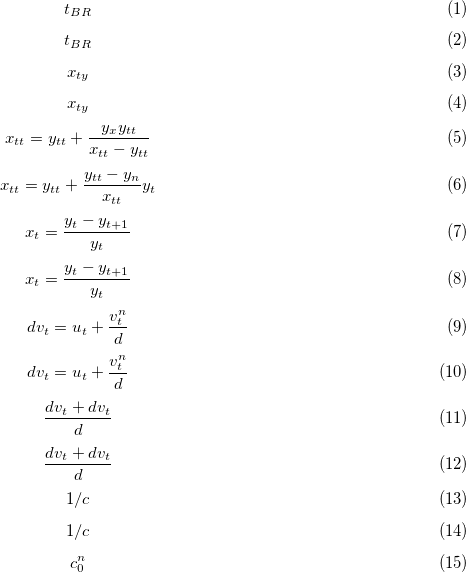 t_{BR} (1)
t_{BR} (2)
x_{ty} (3)
x_{ty} (4)
x_{tt} = y_{tt} + \frac{y_x y_{tt}}{x_{tt} - y_{tt}} (5)
x_{tt} = y_{tt} + \frac{y_{tt} - y_n}{x_{tt}} y_t (6)
x_t = \frac{y_t - y_{t+1}}{y_t} (7)
x_t = \frac{y_t - y_{t+1}}{y_t} (8)
dv_t = u_t + \frac{v_t^n}{d} (9)
dv_t = u_t + \frac{v_t^n}{d} (10)
\frac{dv_t + dv_t}{d} (11)
\frac{dv_t + dv_t}{d} (12)
1/c (13)
1/c (14)
c_0^n (15)